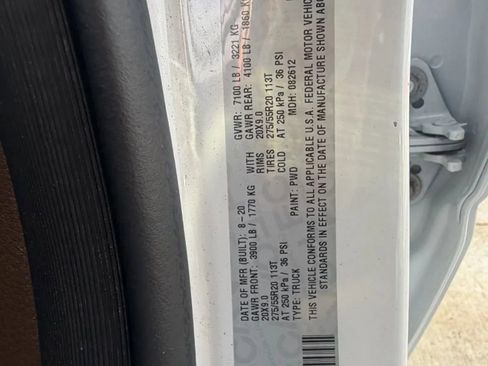 DATE OF MFR (BUILT): 8-20 GVWR: 7100 LB / 3221 KG
GAWR FRONT: 3900 LB / 1770 KG WITH GAWR REAR: 4100 LB / 1860 KG
20X9.0 RIMS 20X9.0
275/55R20 113T TIRES 275/55R20 113T
AT 250 kPa / 36 PSI COLD AT 250 kPa / 36 PSI
TYPE: TRUCK PAINT: PWD MDH: 082612
THIS VEHICLE CONFORMS TO ALL APPLICABLE U.S.A. FEDERAL MOTOR VEHIC
STANDARDS IN EFFECT ON THE DATE OF MANUFACTURE SHOWN ABO